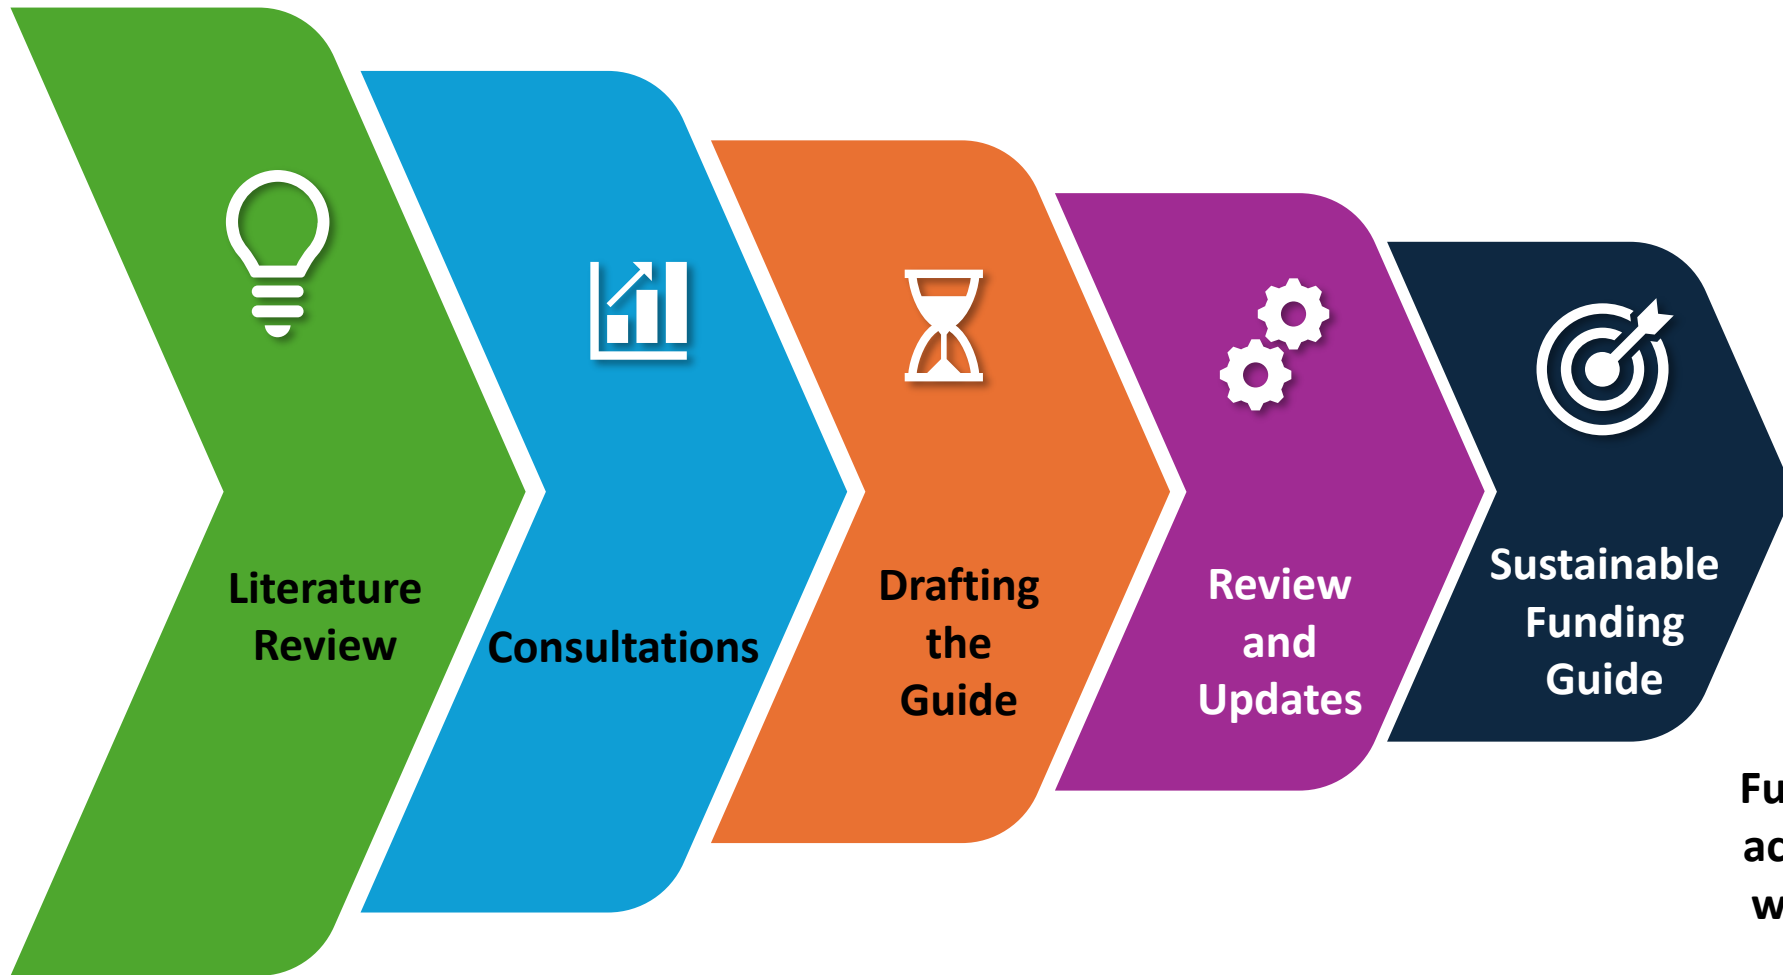 Literature
Review
Consultations
Drafting
the
Guide
Review
and
Updates
Sustainable
Funding
Guide